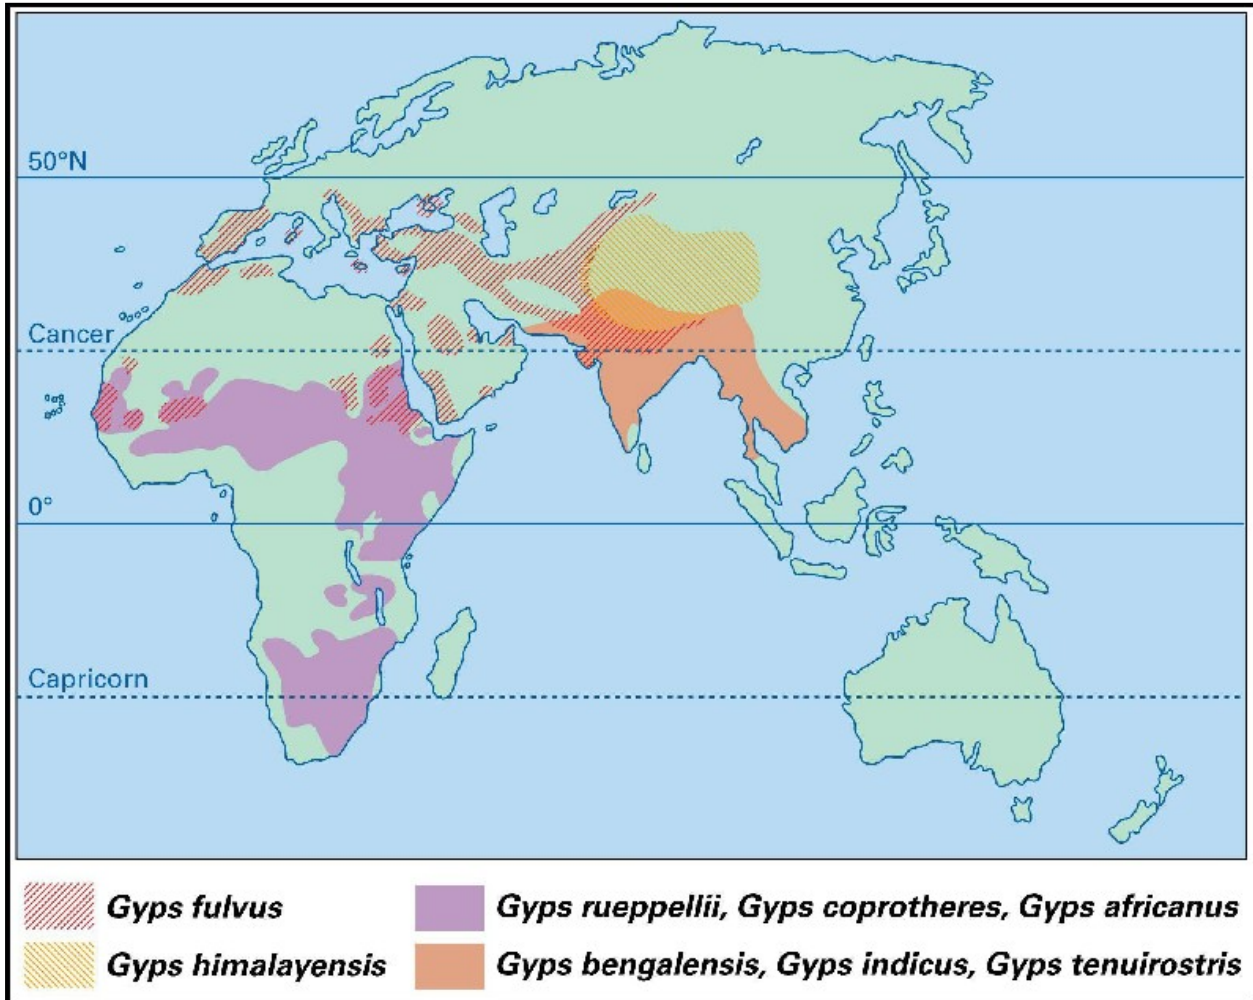 50°N
Cancer
0°
Capricorn
Gyps fulvus
Gyps rueppellii, Gyps coprotheres, Gyps africanus
Gyps himalayensis
Gyps bengalensis, Gyps indicus, Gyps tenuirostris